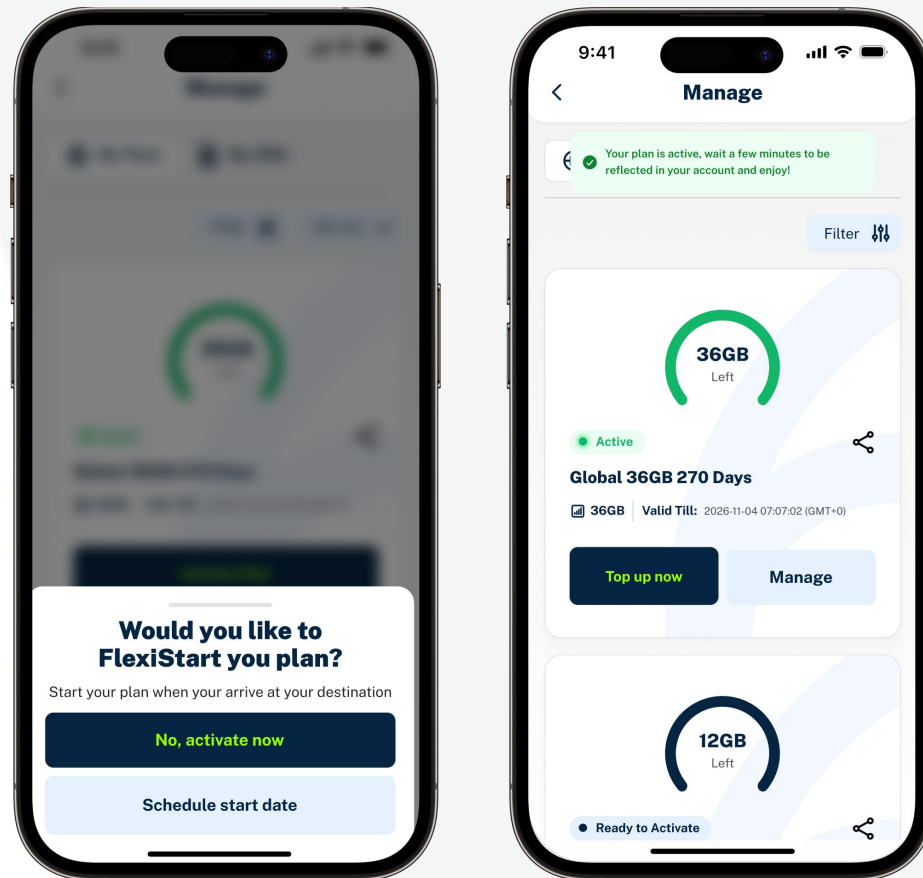 Would you like to
FlexiStart you plan?
Start your plan when your arrive at your destination
No, activate now
Schedule start date
9:41
Manage
Your plan is active, wait a few minutes to be
reflected in your account and enjoy!
Filter
36GB
Left
Active
Global 36GB 270 Days
36GB Valid Till: 2026-11-04 07:07:02 (GMT+0)
Top up now Manage
12GB
Left
Ready to Activate